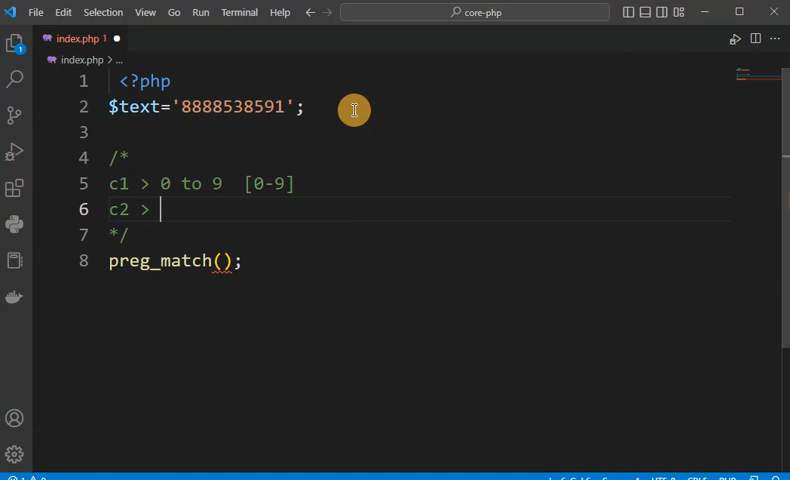 File Edit Selection View Go Run Terminal Help core-php
index.php 1
index.php > ...
1 <?php
2 $text='8888538591';
3
4 /*
5 c1 > 0 to 9 [0-9]
6 c2 >
7 */
8 preg_match();
1